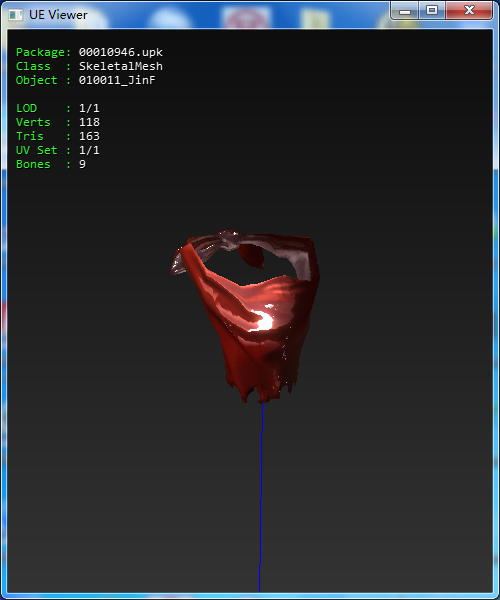 UE Viewer
Package: 00010946.upk
Class : SkeletalMesh
Object : 010011_JinF
LOD : 1/1
Verts : 118
Tris : 163
UV Set : 1/1
Bones : 9